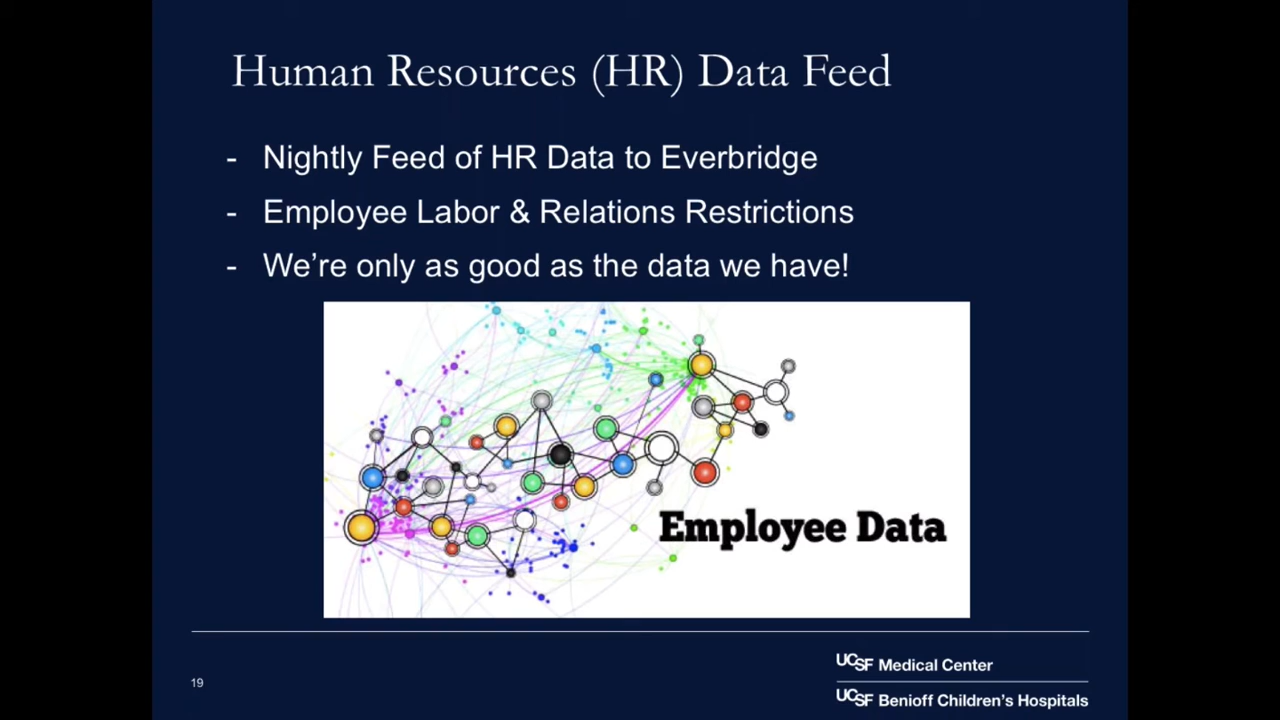 Human Resources (HR) Data Feed
- Nightly Feed of HR Data to Everbridge
- Employee Labor & Relations Restrictions
- We're only as good as the data we have!
Employee Data
19
UCSF Medical Center
UCSF Benioff Children's Hospitals